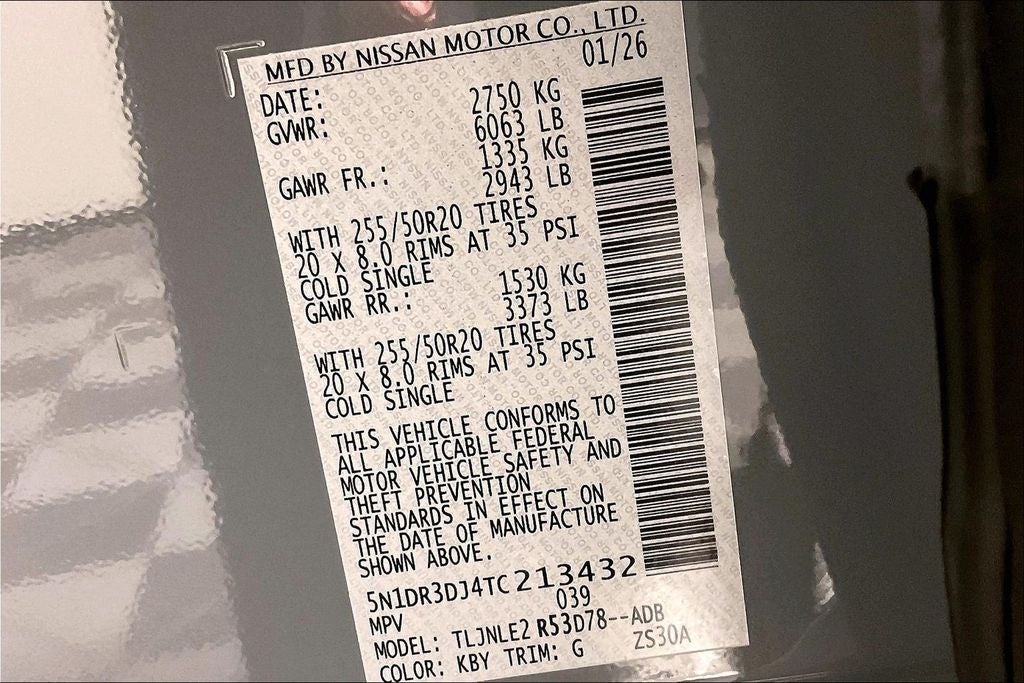 MFD BY NISSAN MOTOR CO., LTD.
DATE: 01/26
GVWR: 2750 KG
6063 LB
GAWR FR.: 1335 KG
2943 LB
WITH 255/50R20 TIRES
20 X 8.0 RIMS AT 35 PSI
COLD SINGLE
GAWR RR.: 1530 KG
3373 LB
WITH 255/50R20 TIRES
20 X 8.0 RIMS AT 35 PSI
COLD SINGLE
THIS VEHICLE CONFORMS TO
ALL APPLICABLE FEDERAL
MOTOR VEHICLE SAFETY AND
THEFT PREVENTION
STANDARDS IN EFFECT ON
THE DATE OF MANUFACTURE
SHOWN ABOVE.
5N1DR3DJ4TC 213432
MPV 039
MODEL: TLJNLE2 R53D78--ADB
COLOR: KBY TRIM: G ZS30A